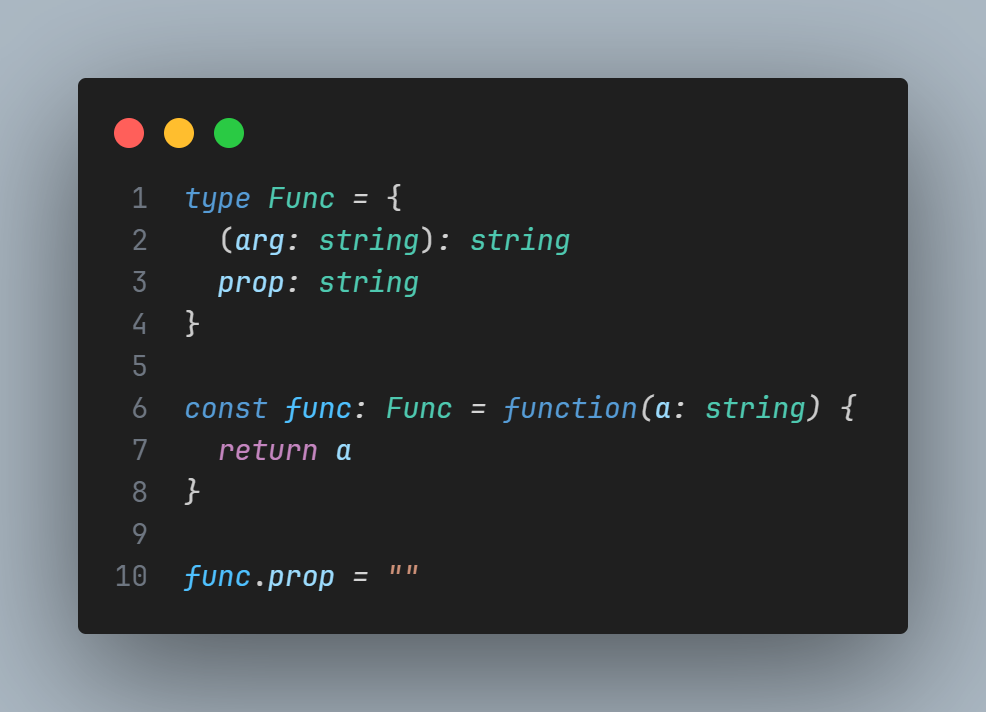 1 type Func = {
2   (arg: string): string
3   prop: string
4 }
5
6 const func: Func = function(a: string) {
7   return a
8 }
9
10 func.prop = ""